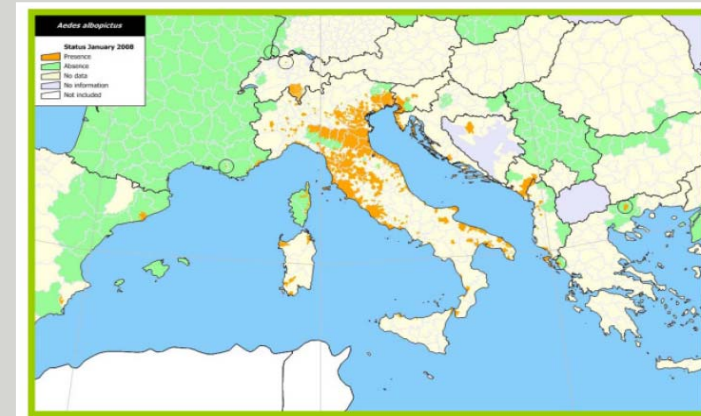 Aedes albopictus
Status January 2008
Presence
Absence
No data
No information
Not included